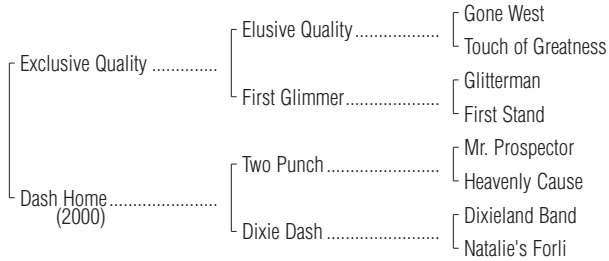 Gone West
Elusive Quality..................
Touch of Greatness
Exclusive Quality ..............
Glitterman
First Glimmer....................
First Stand
Mr. Prospector
Two Punch ........................
Heavenly Cause
Dash Home.......................
(2000)
Dixieland Band
Dixie Dash ........................
Natalie's Forli